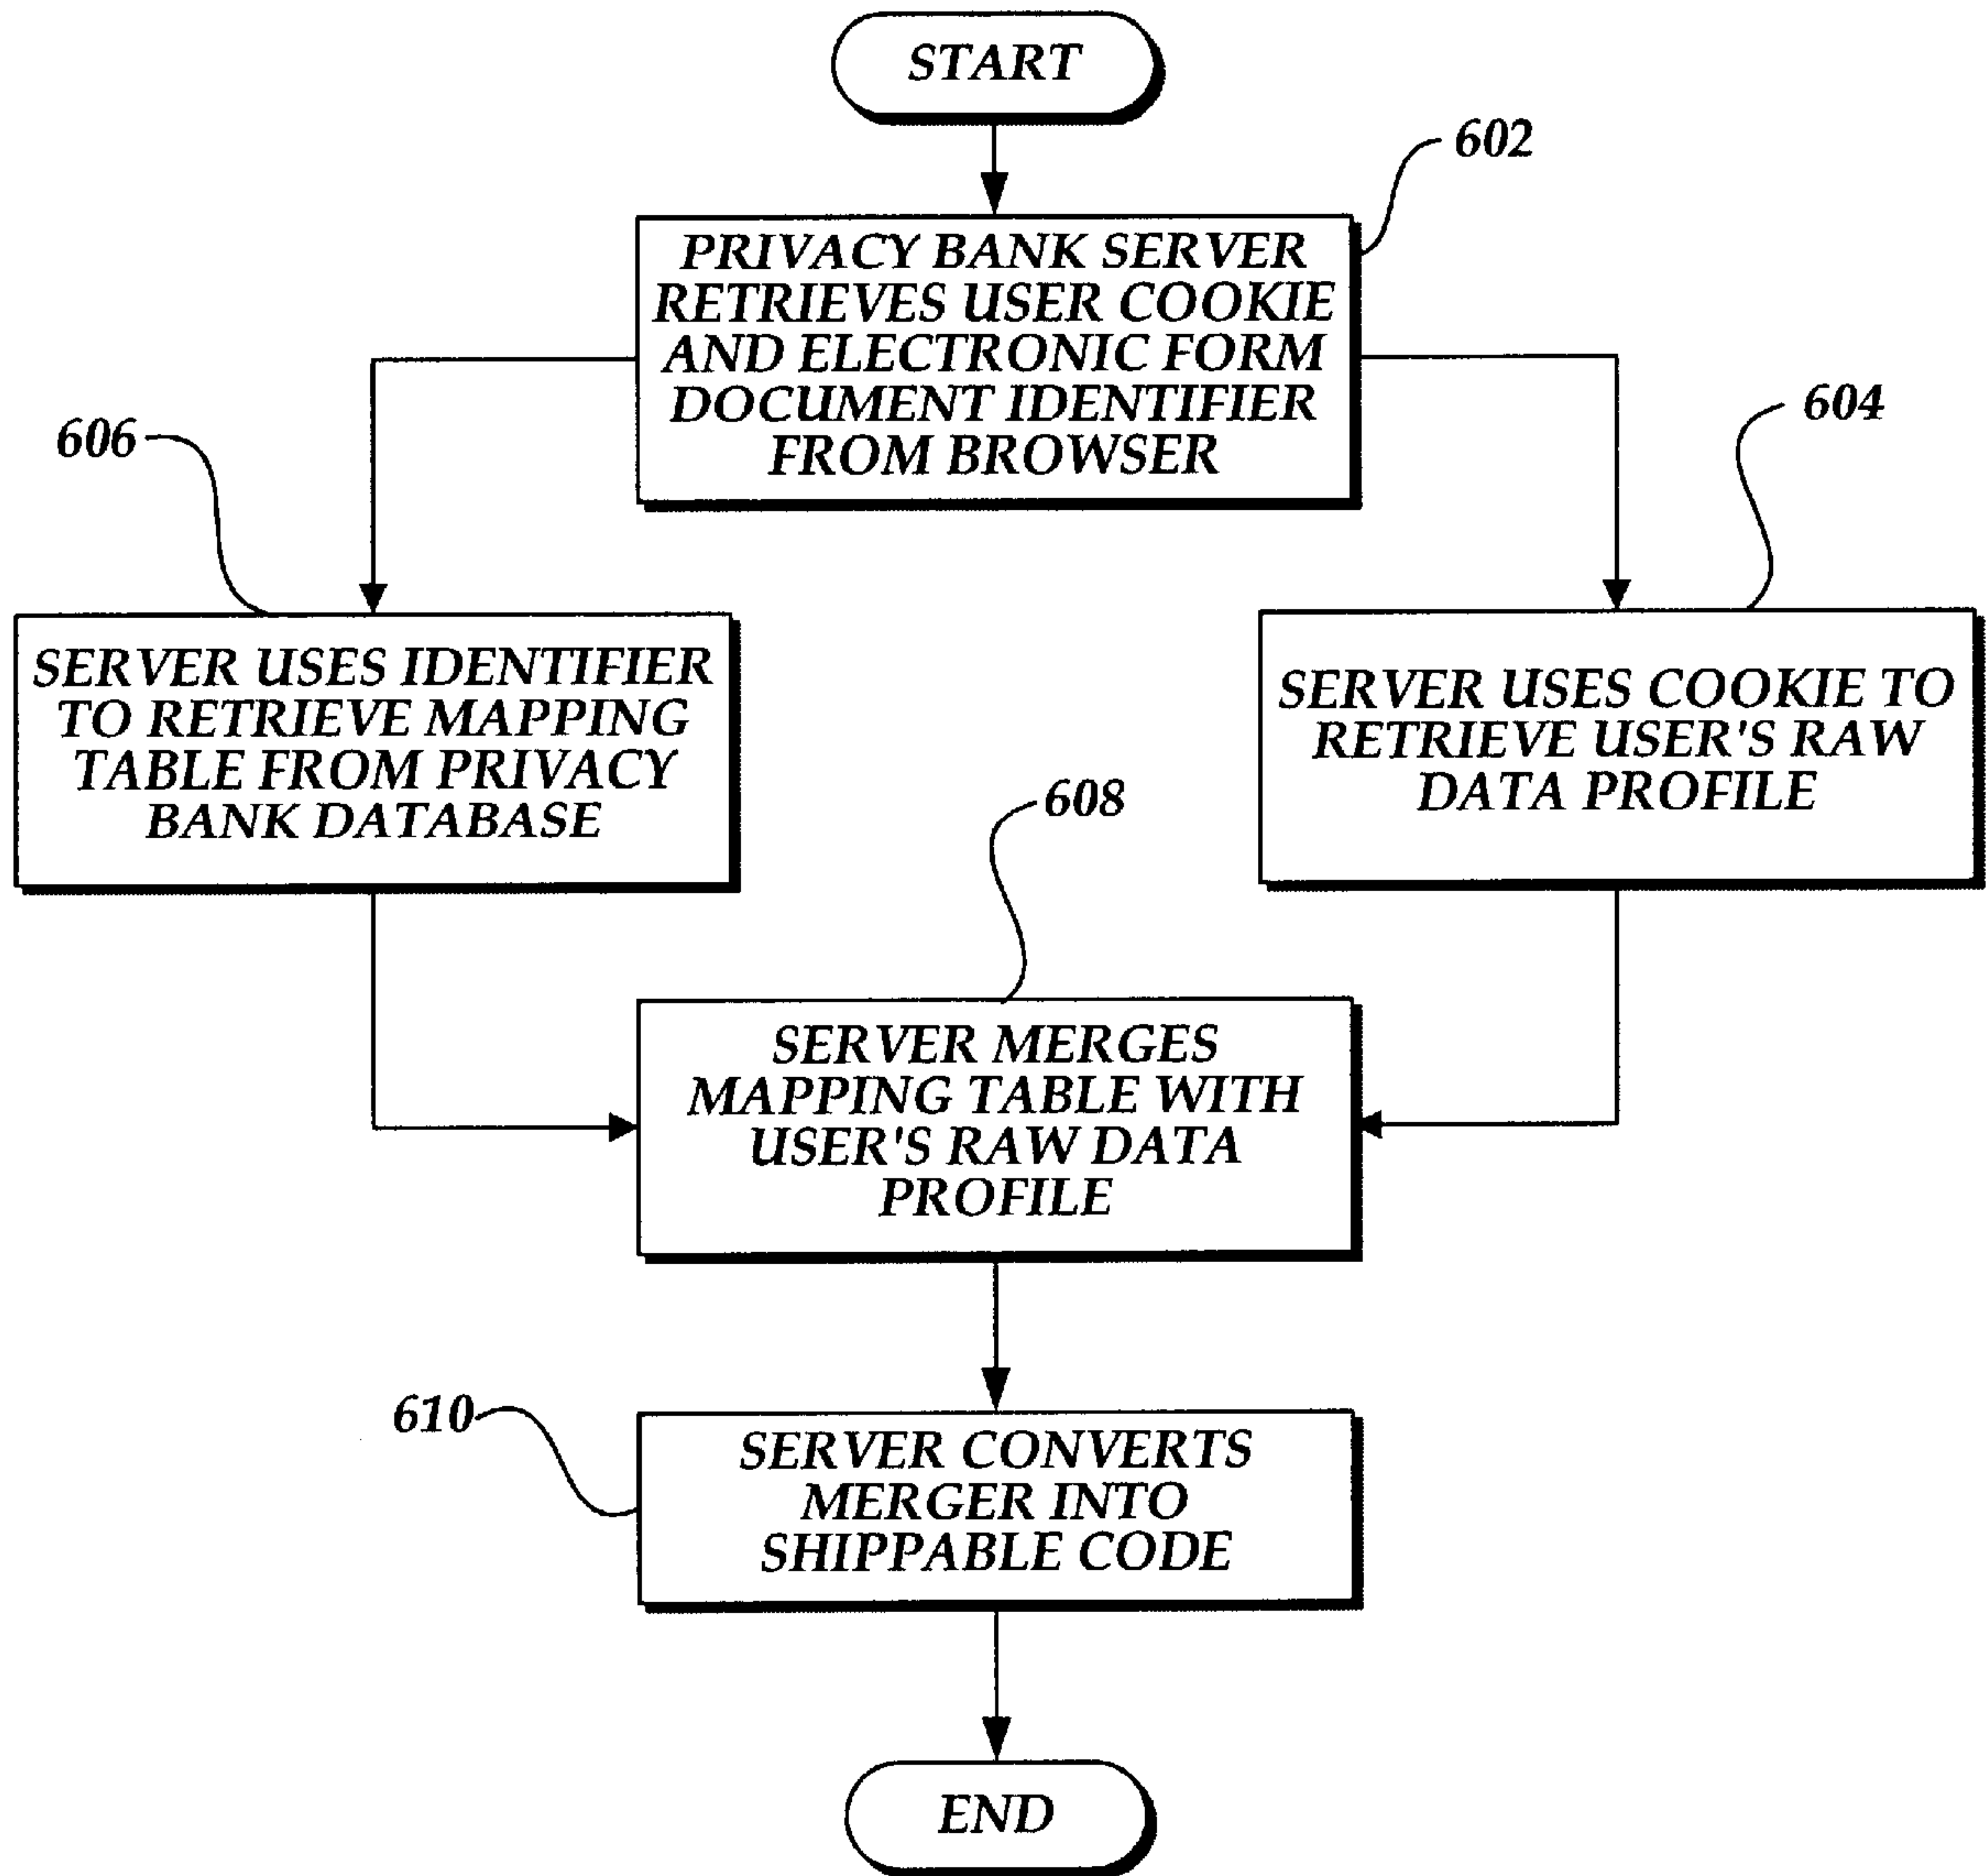 START
602
PRIVACY BANK SERVER
RETRIEVES USER COOKIE
AND ELECTRONIC FORM
DOCUMENT IDENTIFIER
FROM BROWSER
606
604
SERVER USES IDENTIFIER
TO RETRIEVE MAPPING
TABLE FROM PRIVACY
BANK DATABASE
SERVER USES COOKIE TO
RETRIEVE USER'S RAW
DATA PROFILE
608
SERVER MERGES
MAPPING TABLE WITH
USER'S RAW DATA
PROFILE
610
SERVER CONVERTS
MERGER INTO
SHIPPABLE CODE
END